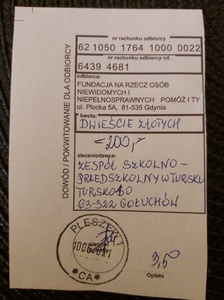 DOWÓD / POKWITOWANIE DLA ODBIORCY
nr rachunku odbiorcy
62 1050 1764 1000 0022
nr rachunku odbiorcy cd.
6439 4681
odbiorca:
FUNDACJA NA RZECZ OSÓB
NIEWIDOMYCH I
NIEPEŁNOSPRAWNYCH POMÓŻ I TY
ul. Płocka 5A, 81-535 Gdynia
kwota:
DWIEŚCIE ZŁOTYCH
=200,-
zleceniodawca:
ZESPÓŁ SZKOLNO-
PRZEDSZKOLNY W TURSKU
TURSKO
63-322 GOŁUCHÓW
PLESZEW 1
*CA*
3,5
Opłata